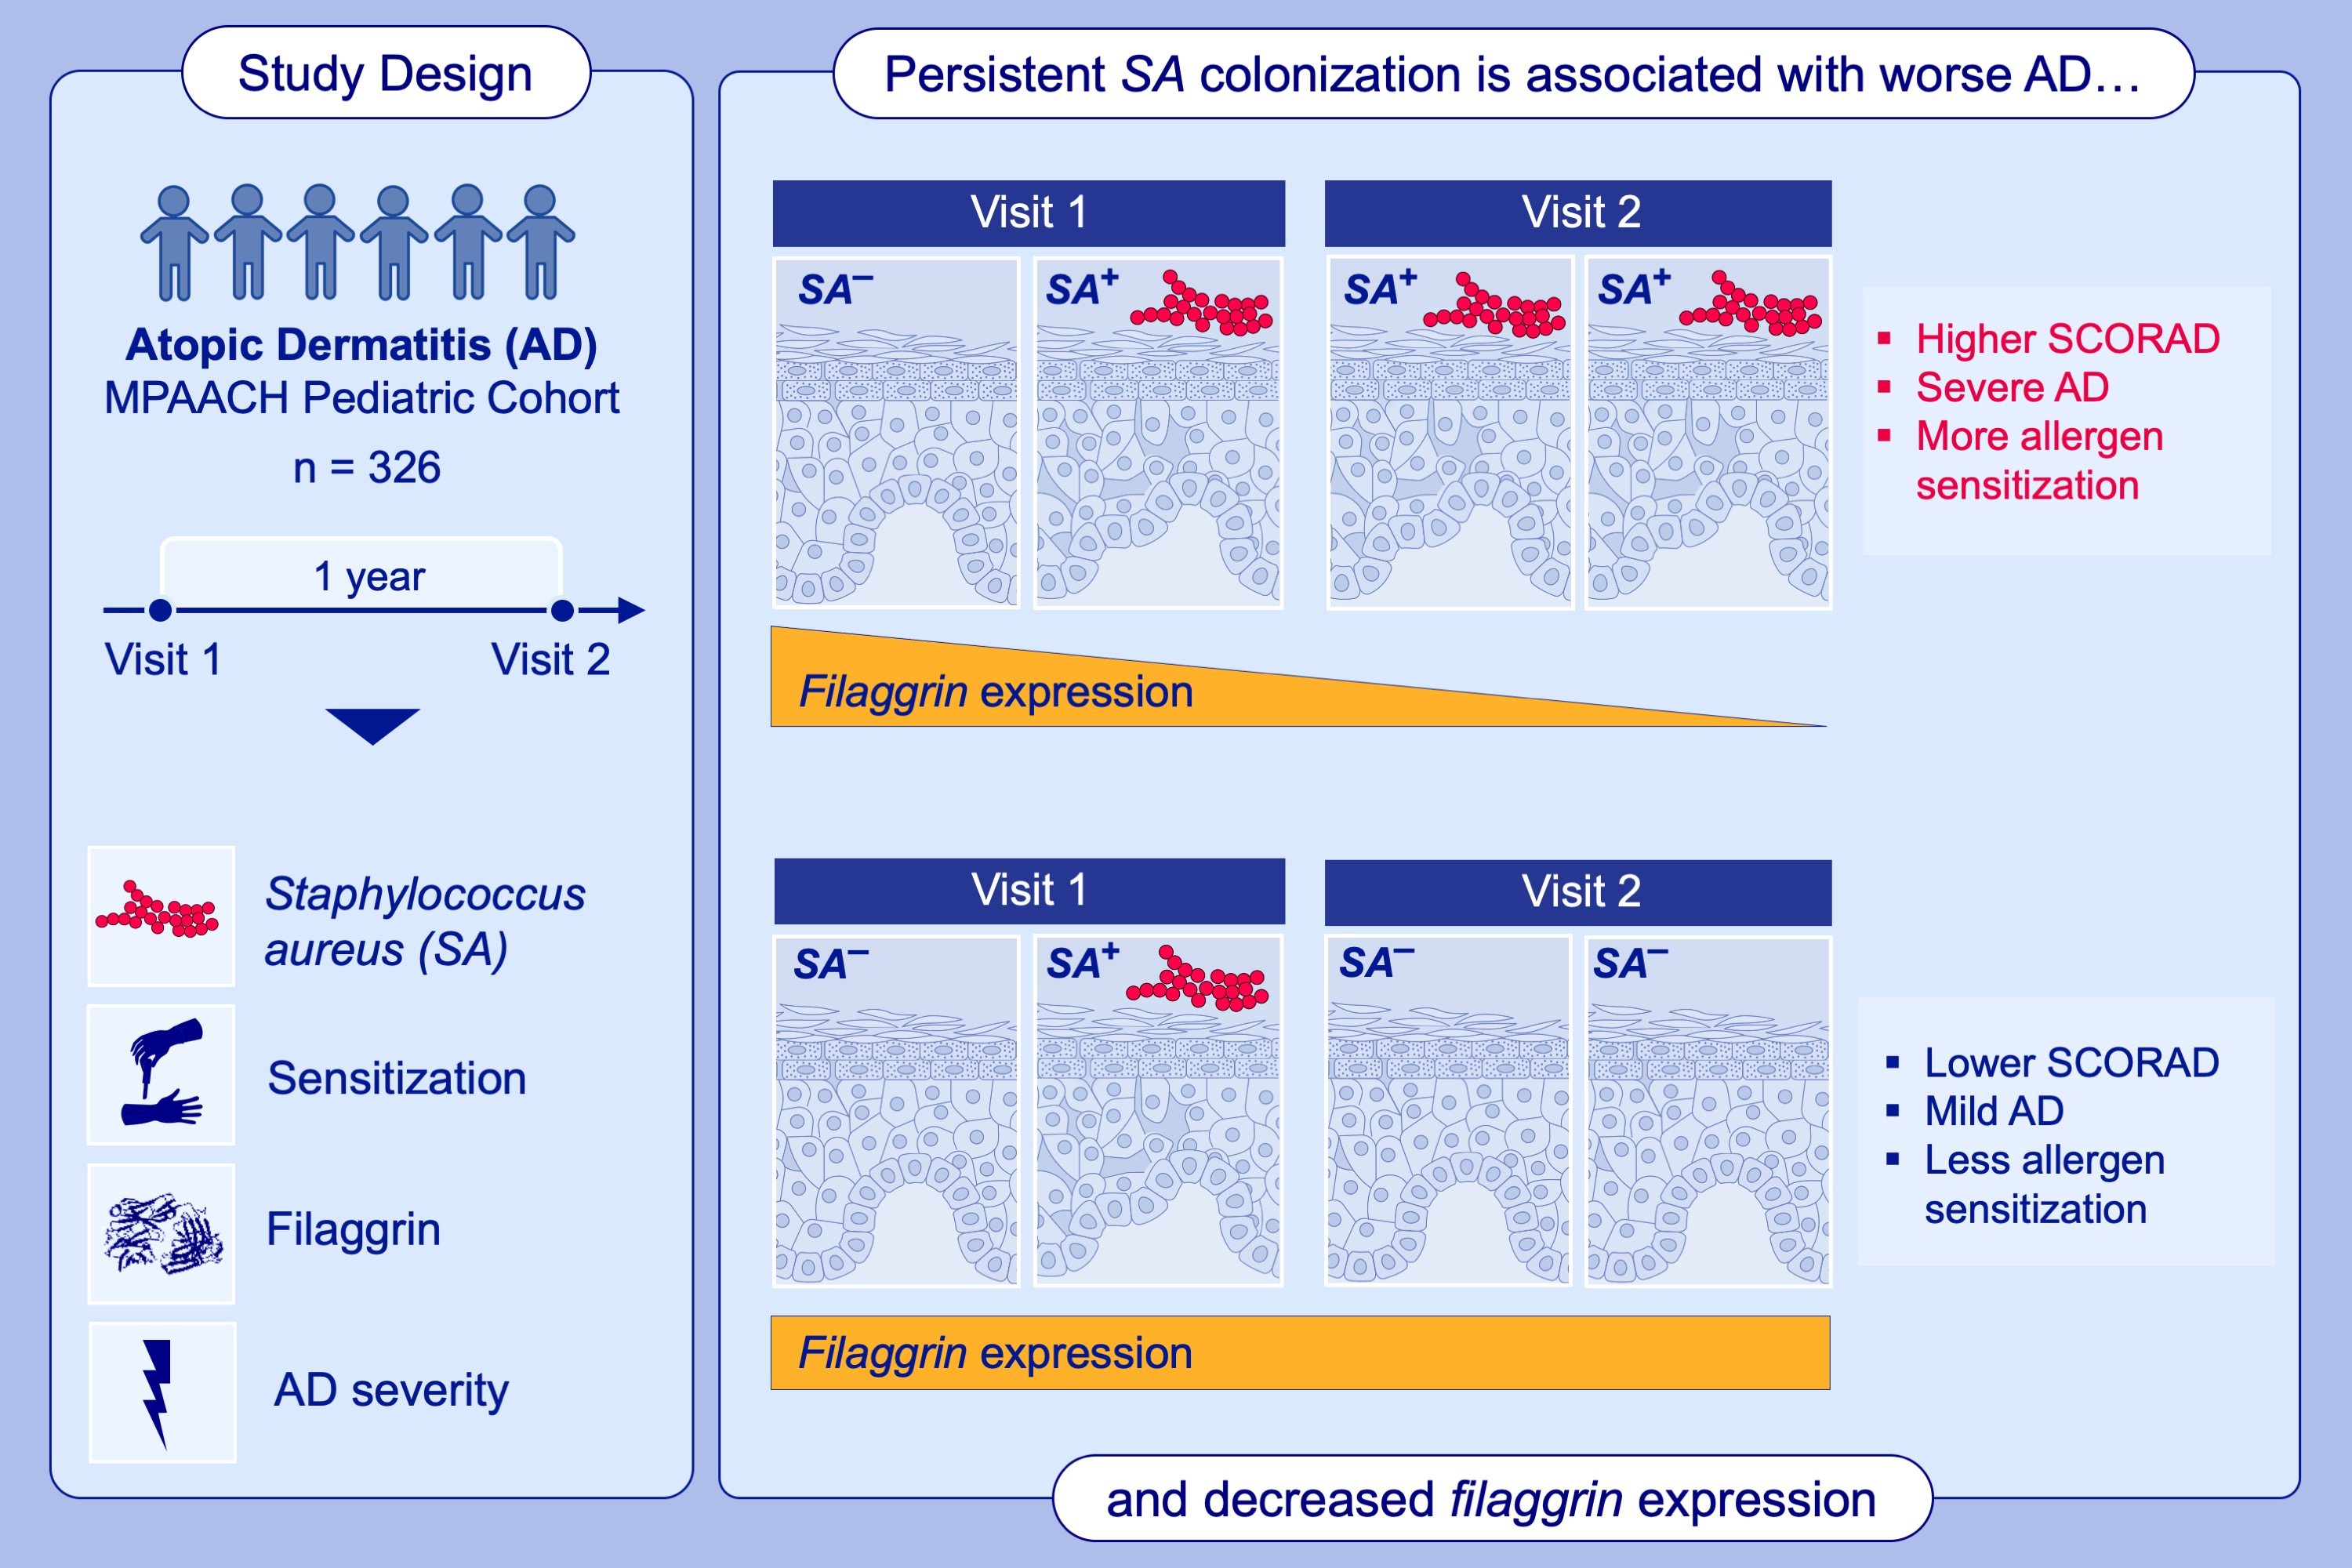 Study Design
Atopic Dermatitis (AD)
MPAACH Pediatric Cohort
n = 326
1 year
Visit 1
Visit 2
Staphylococcus
aureus (SA)
Sensitization
Filaggrin
AD severity
Persistent SA colonization is associated with worse AD…
Visit 1
Visit 2
SA–
SA+
SA+
SA+
▪ Higher SCORAD
▪ Severe AD
▪ More allergen
sensitization
Filaggrin expression
Visit 1
Visit 2
SA–
SA+
SA–
SA–
▪ Lower SCORAD
▪ Mild AD
▪ Less allergen
sensitization
Filaggrin expression
and decreased filaggrin expression